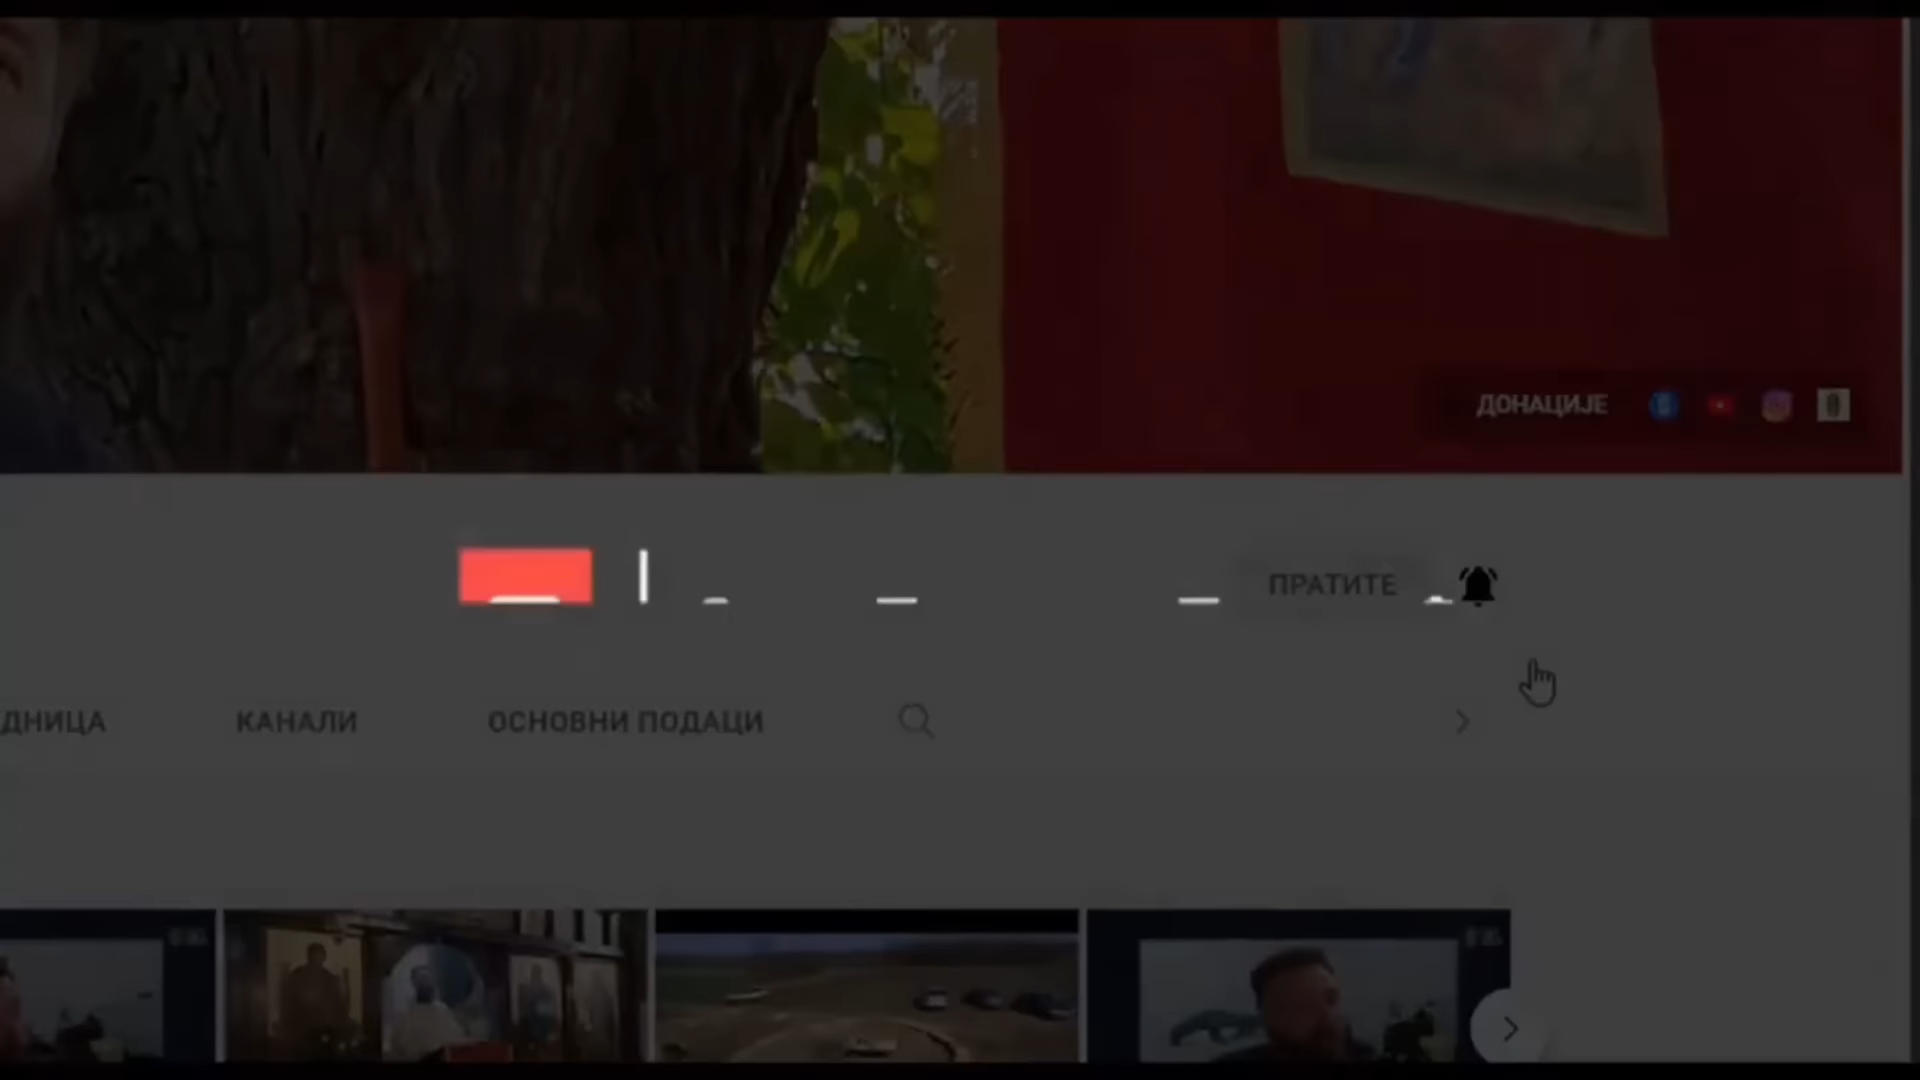 ДОНАЦИЈЕ
ПРАТИТЕ
ДНИЦА КАНАЛИ ОСНОВНИ ПОДАЦИ